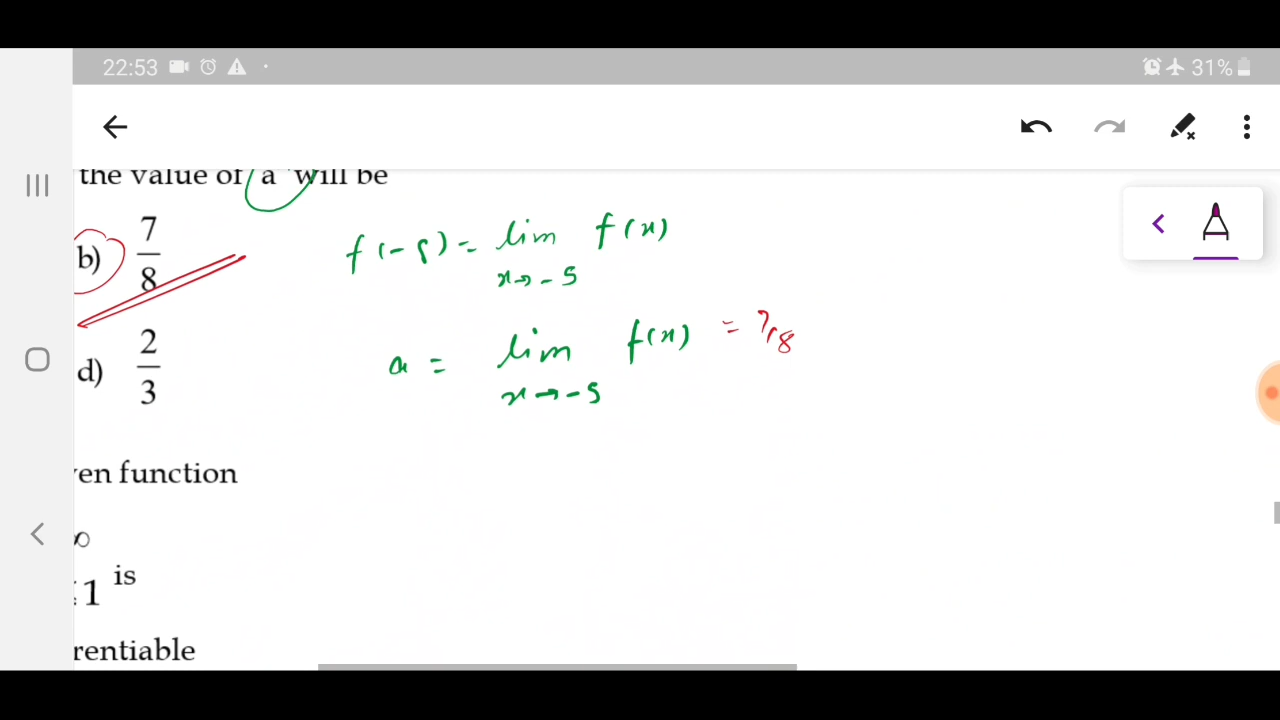 22:53 31%
the value of 'a' will be
b) 7/8
f(-5) = lim f(x)
x→-5
d) 2/3
a = lim f(x) = 7/8
x→-5
en function
∞
1 is
rentiable